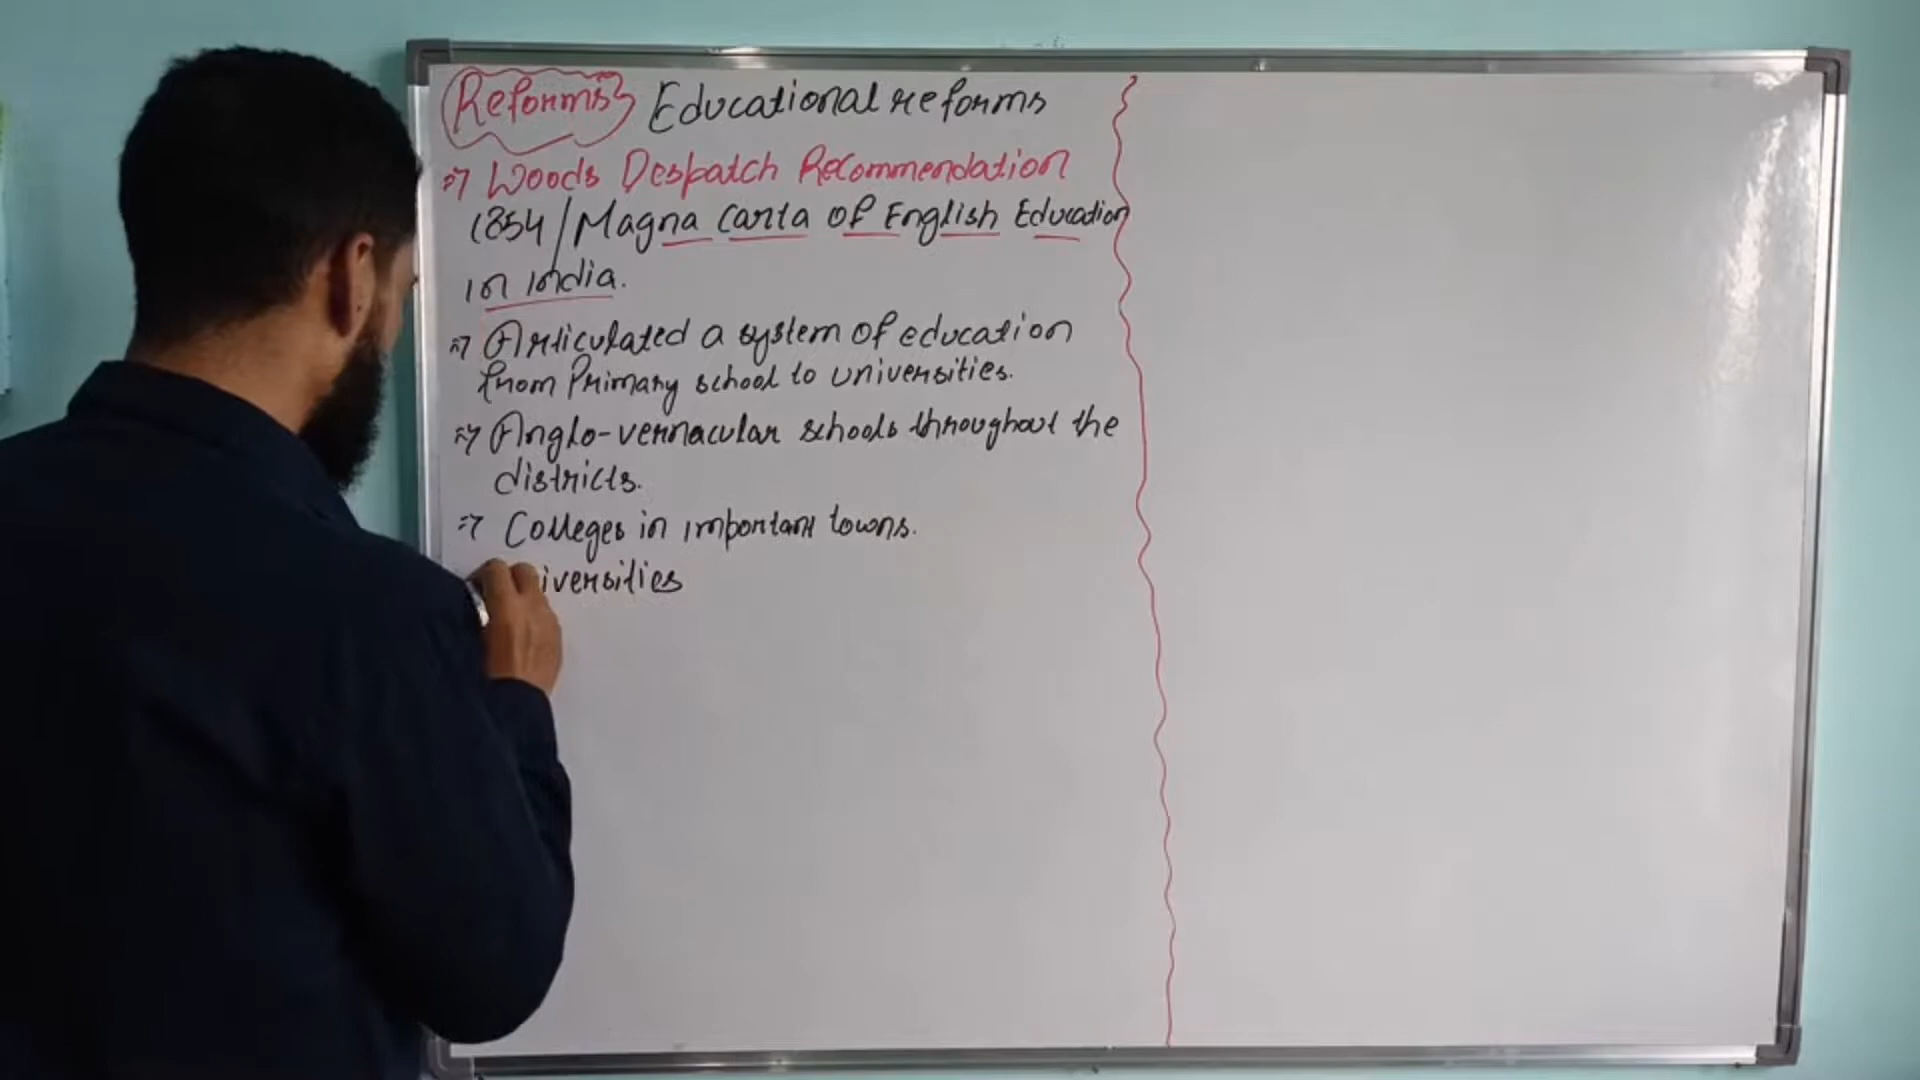 Reforms Educational reforms
⇒ Woods Despatch Recommendation
1854/Magna Carta of English Education
in India.
⇒ Articulated a system of education
from Primary school to universities.
⇒ Anglo-vernacular schools throughout the
districts.
⇒ Colleges in important towns.
iversities